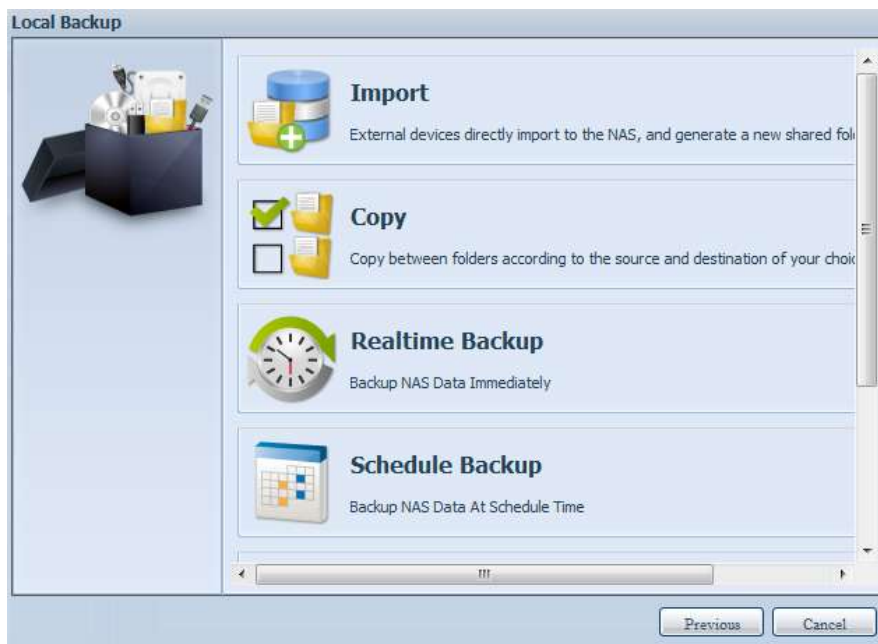 Local Backup
Import
External devices directly import to the NAS, and generate a new shared
Copy
Copy between folders according to the source and destination of your
Realtime Backup
Backup NAS Data Immediately
Schedule Backup
Backup NAS Data At Schedule Time
Previous
Cancel